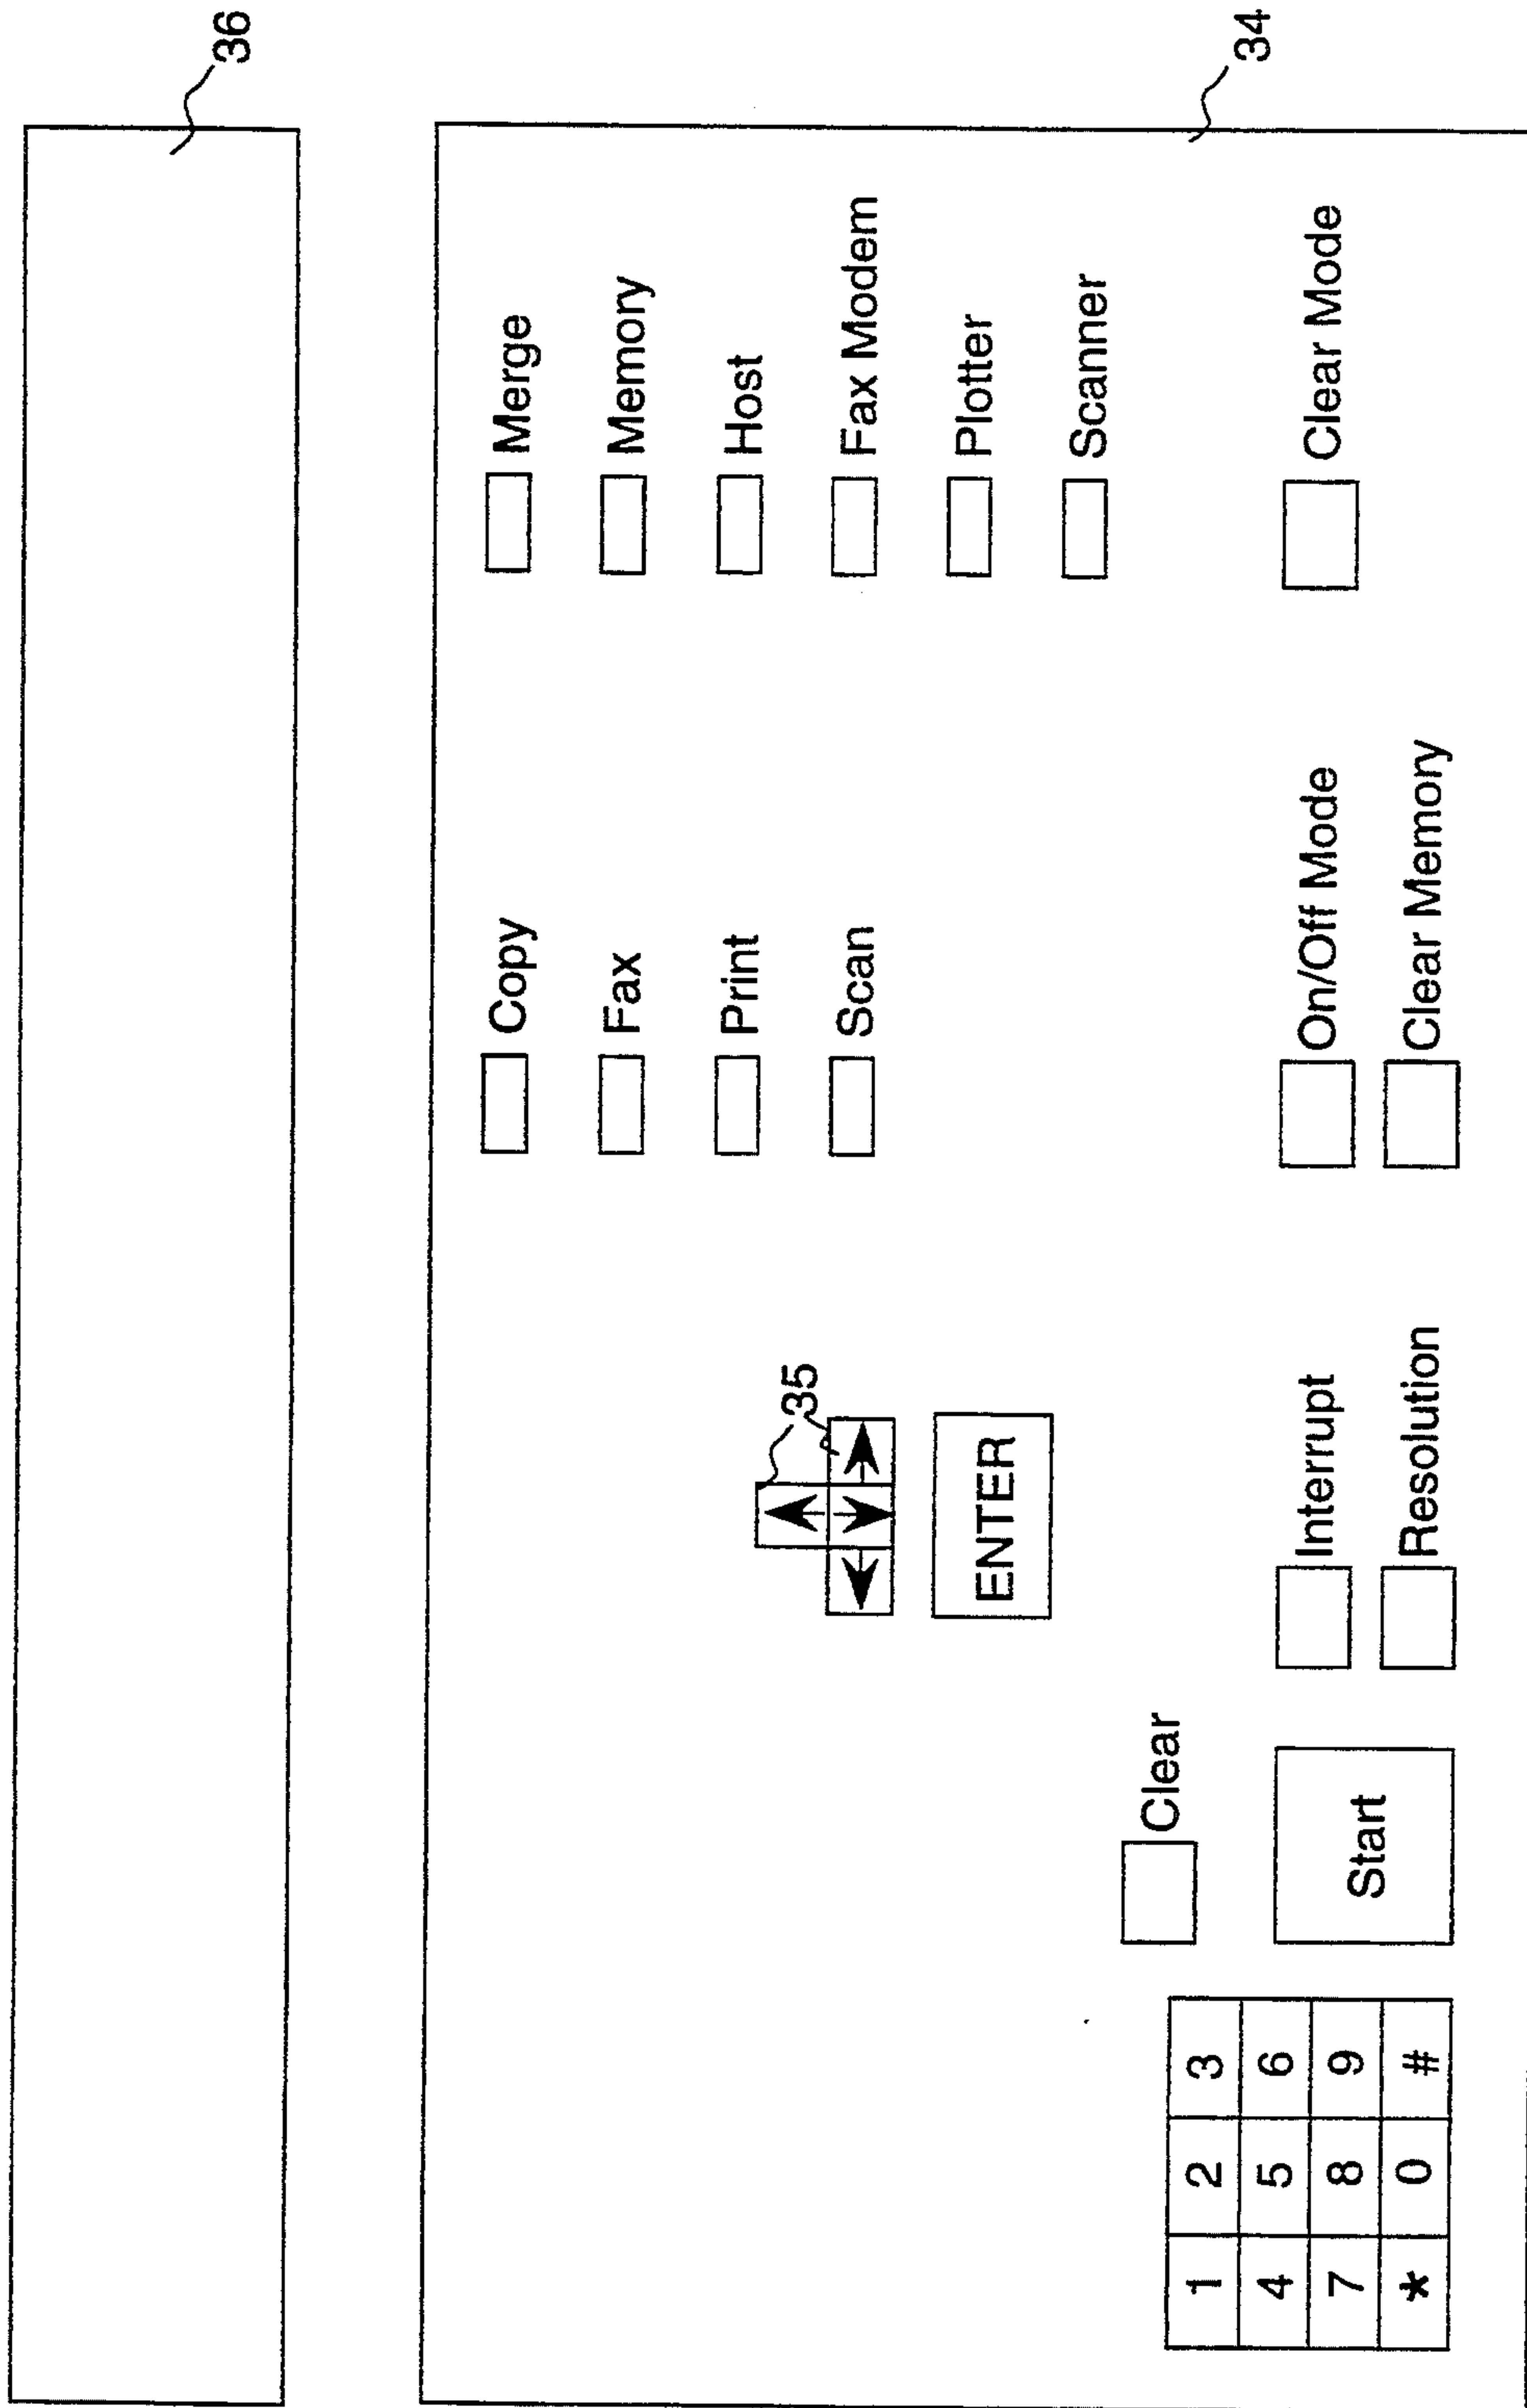 36
34
Copy
Fax
Print
Scan
Merge
Memory
Host
Fax Modem
Plotter
Scanner
35
ENTER
Clear
1 2 3
4 5 6
7 8 9
* 0 #
Start
Interrupt
Resolution
On/Off Mode
Clear Memory
Clear Mode